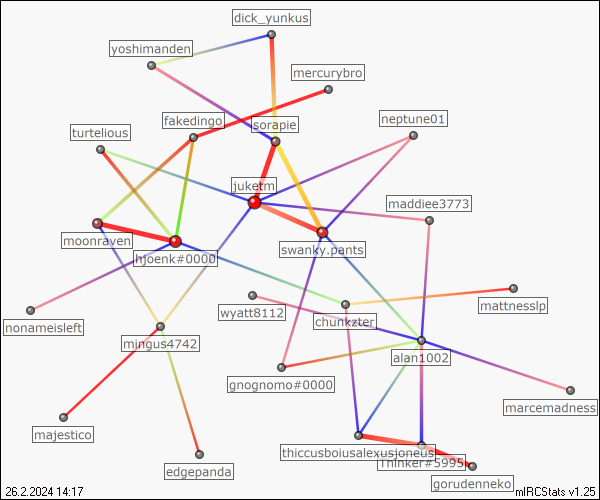 dick_yunkus
yoshimanden
mercurybro
fakedingo
sorapie
neptune01
turtelious
juketm
maddiee3773
moonraven
swanky.pants
hjoenk#0000
mattnesslp
wyatt8112
chunkster
nonameisleft
mingus4742
alan1002
gnognomo#0000
marcemadness
majestico
thiccusboiusalexusjoneus
Thinker#5995
edgepanda
gorudenneko
26.2.2024 14:17
mIRCStats v1.25